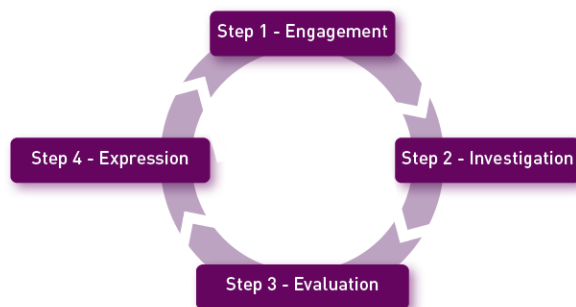 Step 1 - Engagement
Step 2 - Investigation
Step 3 - Evaluation
Step 4 - Expression